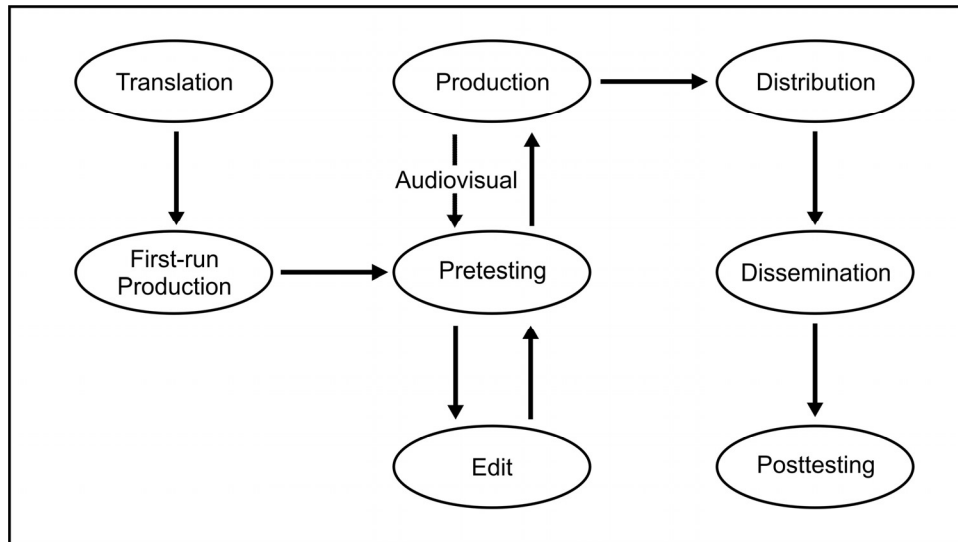 Translation
Production
Distribution
Audiovisual
First-run
Production
Pretesting
Dissemination
Edit
Posttesting